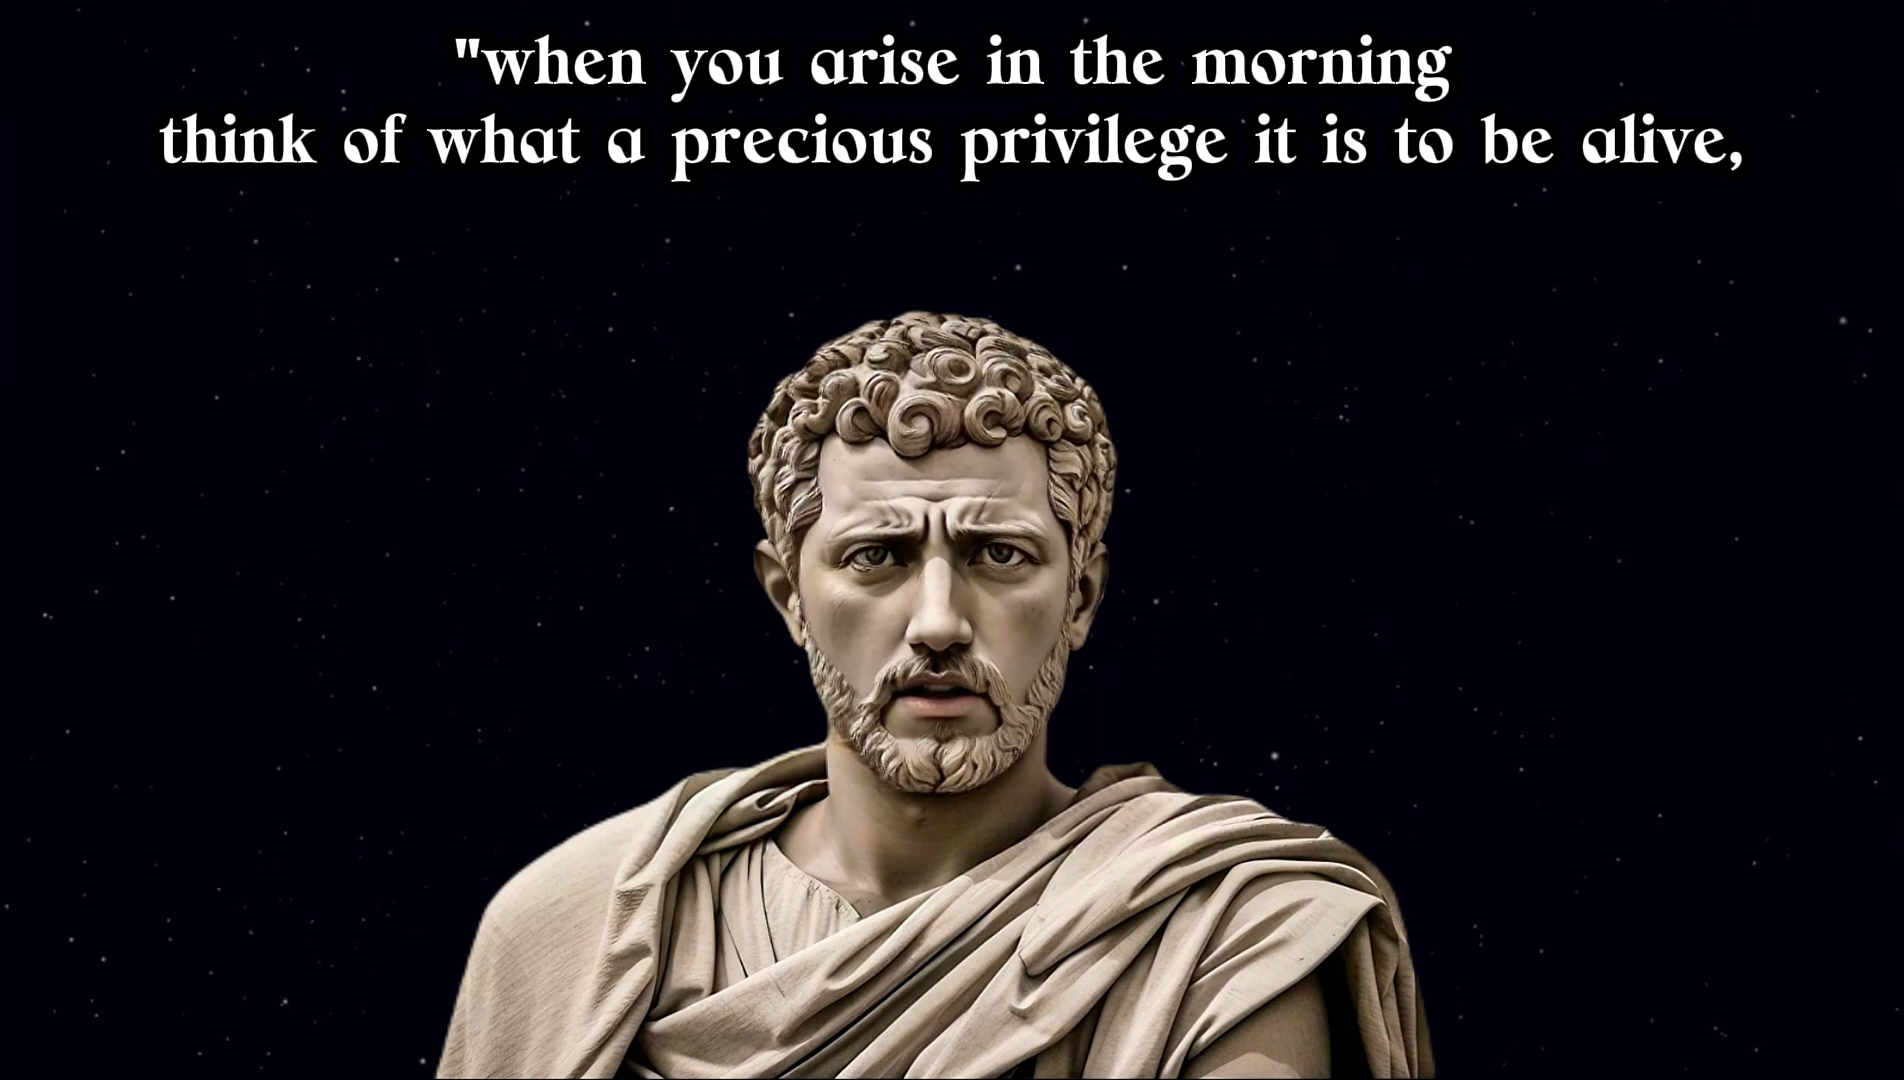 "when you arise in the morning
think of what a precious privilege it is to be alive,